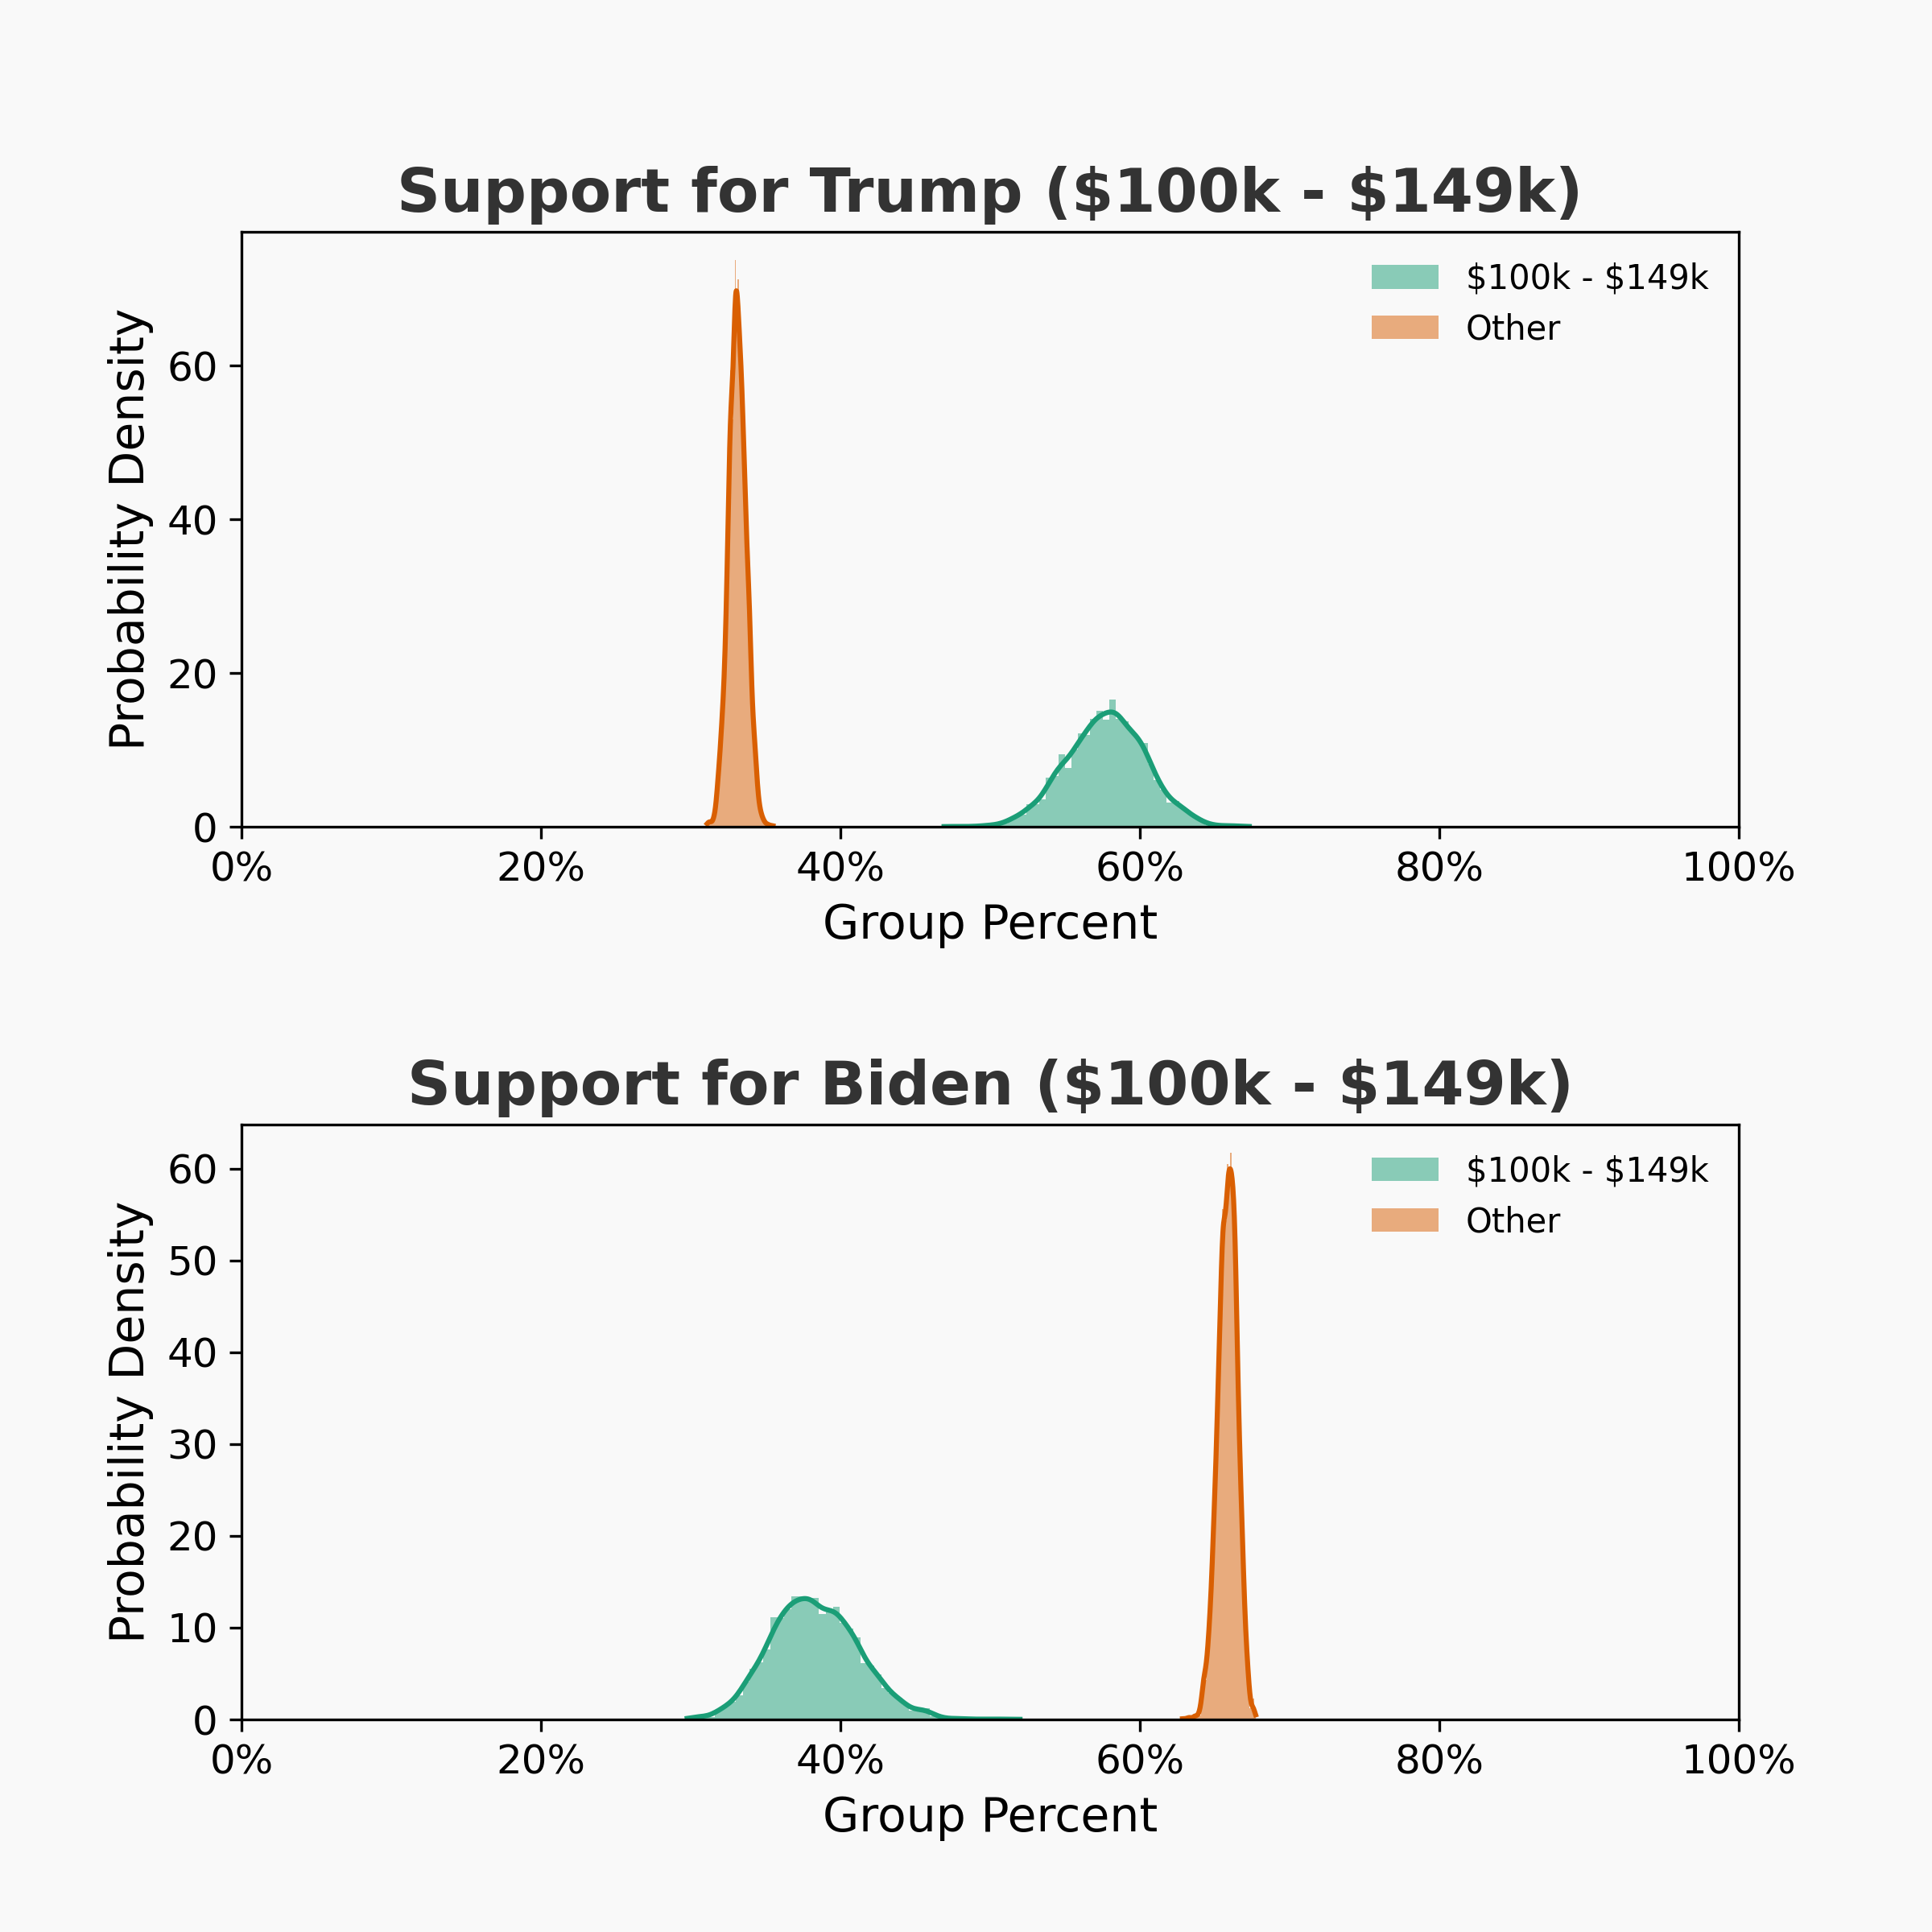 Support for Trump ($100k - $149k)
$100k - $149k
Other
Probability Density
60
40
20
0
0% 20% 40% 60% 80% 100%
Group Percent
Support for Biden ($100k - $149k)
$100k - $149k
Other
Probability Density
60
50
40
30
20
10
0
0% 20% 40% 60% 80% 100%
Group Percent